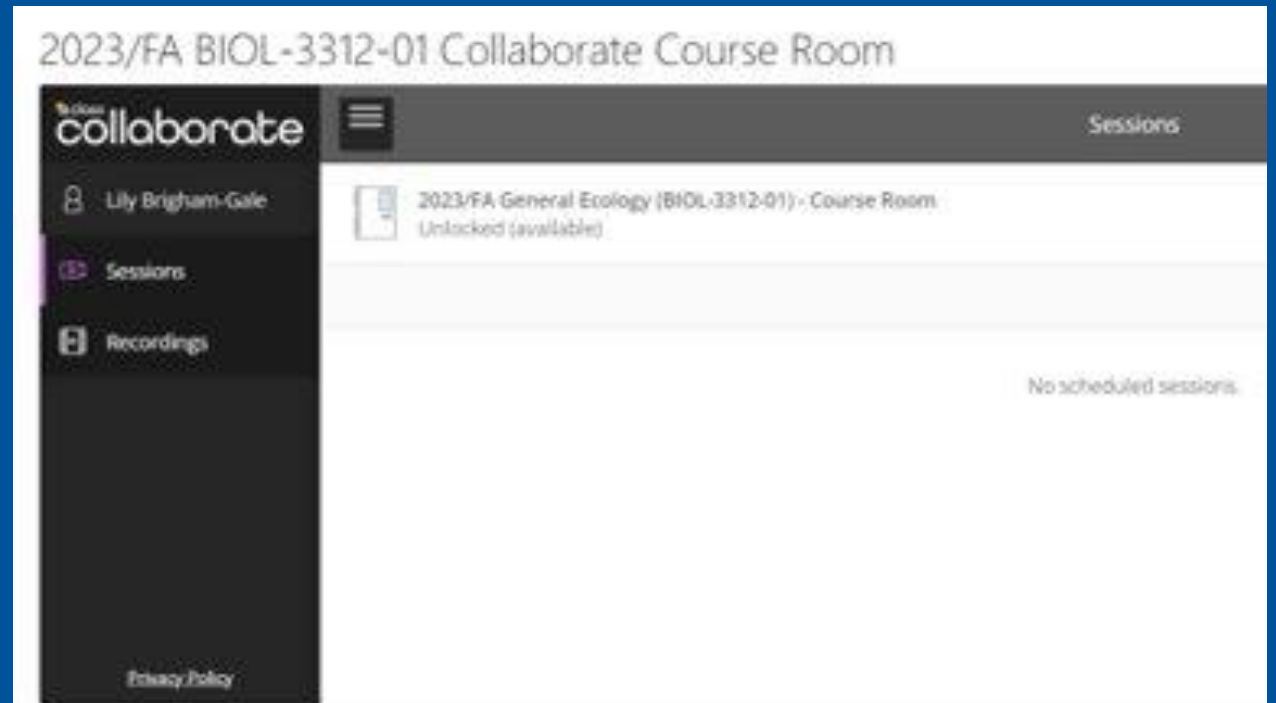 2023/FA BIOL-3312-01 Collaborate Course Room
class
collaborate
Sessions
Lily Brigham-Gale
2023/FA General Ecology (BIOL-3312-01) - Course Room
Unlocked (available)
Sessions
Recordings
No scheduled sessions
Privacy Policy